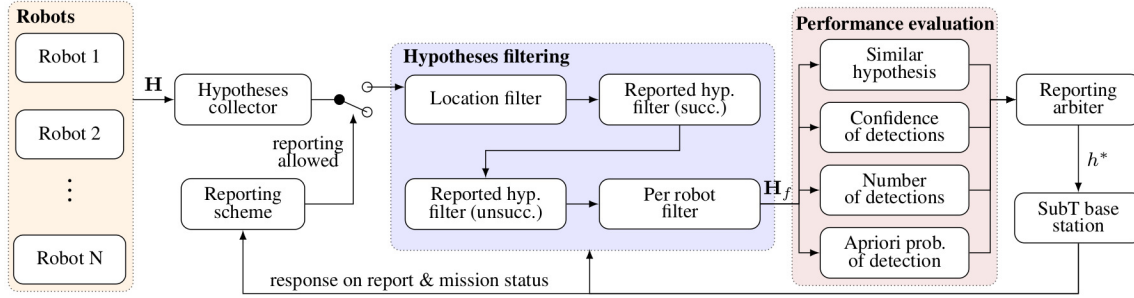 Robots
Robot 1
Robot 2
⋮
Robot N
H
Hypotheses
collector
reporting
allowed
Reporting
scheme
Hypotheses filtering
Location filter
Reported hyp.
filter (succ.)
Reported hyp.
filter (unsucc.)
Per robot
filter
H_f
Performance evaluation
Similar
hypothesis
Confidence
of detections
Number
of detections
Apriori prob.
of detection
Reporting
arbiter
h*
SubT base
station
response on report & mission status